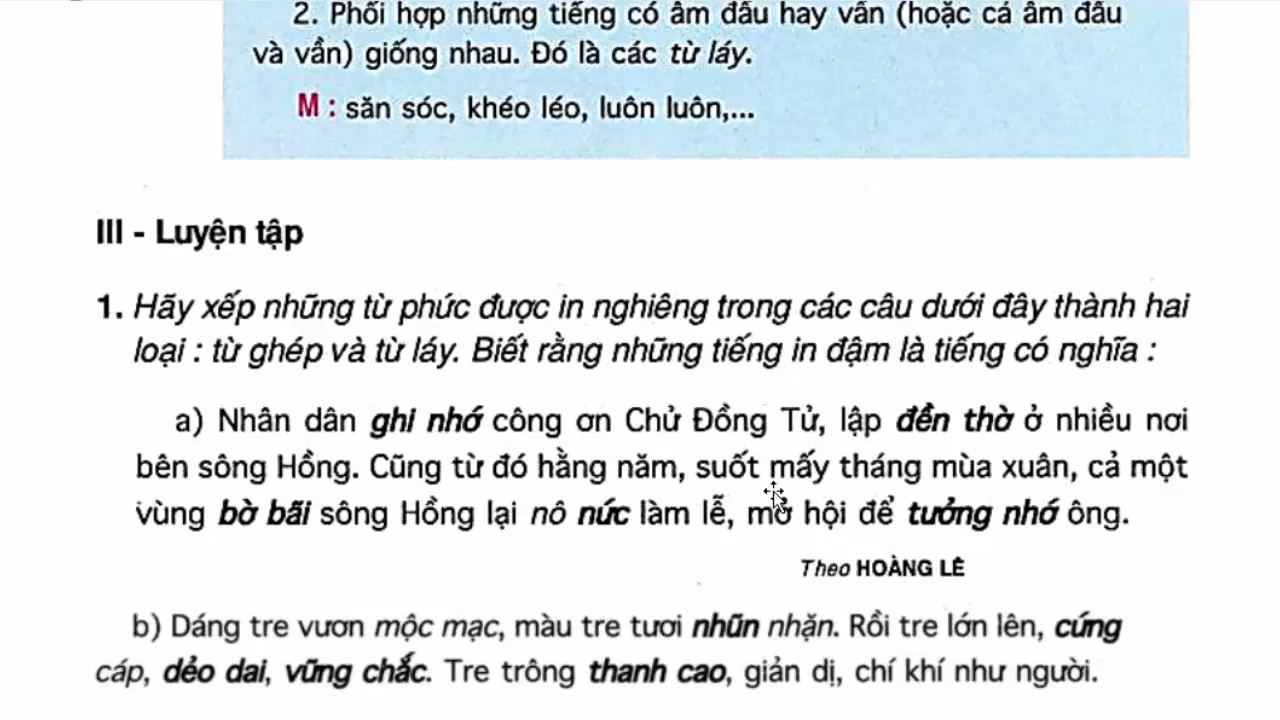 2. Phối hợp những tiếng có âm đầu hay vần (hoặc cả âm đầu
và vần) giống nhau. Đó là các từ láy.
M : săn sóc, khéo léo, luôn luôn,...
III - Luyện tập
1. Hãy xếp những từ phức được in nghiêng trong các câu dưới đây thành hai
loại : từ ghép và từ láy. Biết rằng những tiếng in đậm là tiếng có nghĩa :
a) Nhân dân ghi nhớ công ơn Chử Đồng Tử, lập đền thờ ở nhiều nơi
bên sông Hồng. Cũng từ đó hằng năm, suốt mấy tháng mùa xuân, cả một
vùng bờ bãi sông Hồng lại nô nức làm lễ, mở hội để tưởng nhớ ông.
Theo HOÀNG LÊ
b) Dáng tre vươn mộc mạc, màu tre tươi nhũn nhặn. Rồi tre lớn lên, cứng
cáp, dẻo dai, vững chắc. Tre trông thanh cao, giản dị, chí khí như người.